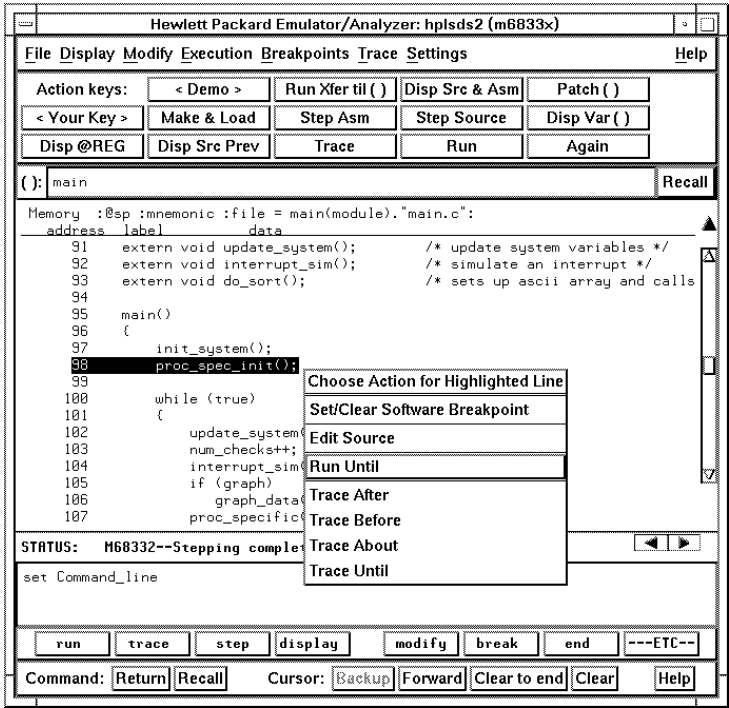 Hewlett Packard Emulator/Analyzer: hplsds2 (m6833x)
File Display Modify Execution Breakpoints Trace Settings Help
Action keys: < Demo > Run Xfer til ( ) Disp Src & Asm Patch ( )
< Your Key > Make & Load Step Asm Step Source Disp Var ( )
Disp @REG Disp Src Prev Trace Run Again
( ): main Recall
Memory :@sp :mnemonic :file = main(module)."main.c":
address label data
91 extern void update_system(); /* update system variables */
92 extern void interrupt_sim(); /* simulate an interrupt */
93 extern void do_sort(); /* sets up ascii array and calls
94
95 main()
96 {
97 init_system();
98 proc_spec_init();
99
100 while (true)
101 {
102 update_system(
103 num_checks++;
104 interrupt_sim(
105 if (graph)
106 graph_data(
107 proc_specific(
Choose Action for Highlighted Line
Set/Clear Software Breakpoint
Edit Source
Run Until
Trace After
Trace Before
Trace About
Trace Until
STATUS: M68332--Stepping complet
set Command_line
run trace step display modify break end ---ETC--
Command: Return Recall Cursor: Backup Forward Clear to end Clear Help